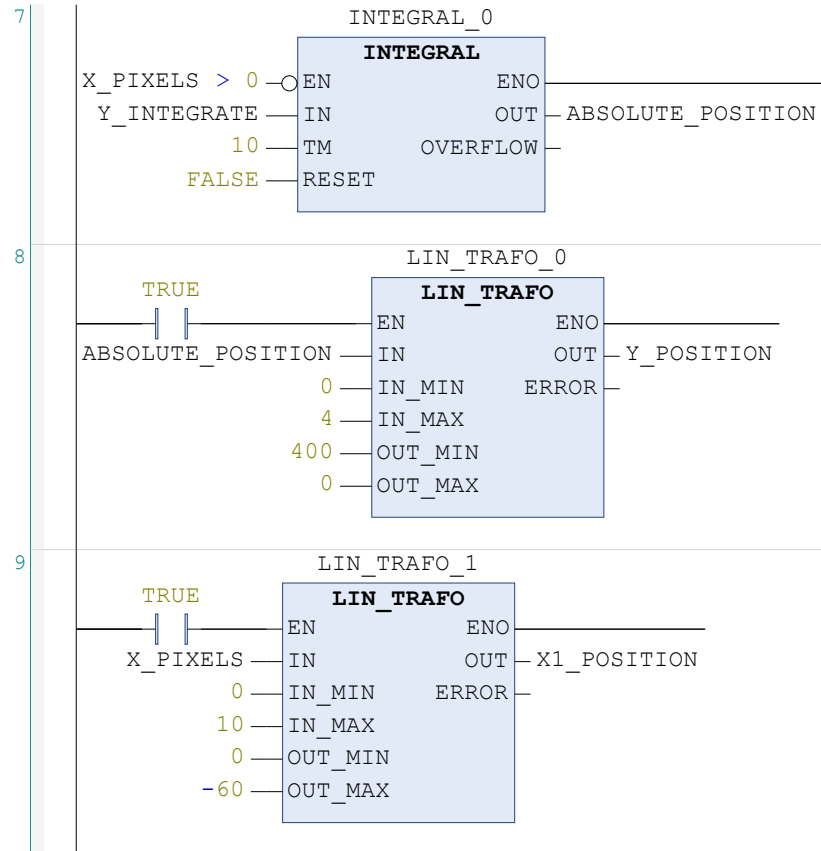 7
INTEGRAL_0
INTEGRAL
X_PIXELS > 0 EN ENO
Y_INTEGRATE IN OUT ABSOLUTE_POSITION
10 TM OVERFLOW
FALSE RESET
8
LIN_TRAFO_0
TRUE LIN_TRAFO
EN ENO
ABSOLUTE_POSITION IN OUT Y_POSITION
0 IN_MIN ERROR
4 IN_MAX
400 OUT_MIN
0 OUT_MAX
9
LIN_TRAFO_1
TRUE LIN_TRAFO
EN ENO
X_PIXELS IN OUT X1_POSITION
0 IN_MIN ERROR
10 IN_MAX
0 OUT_MIN
-60 OUT_MAX